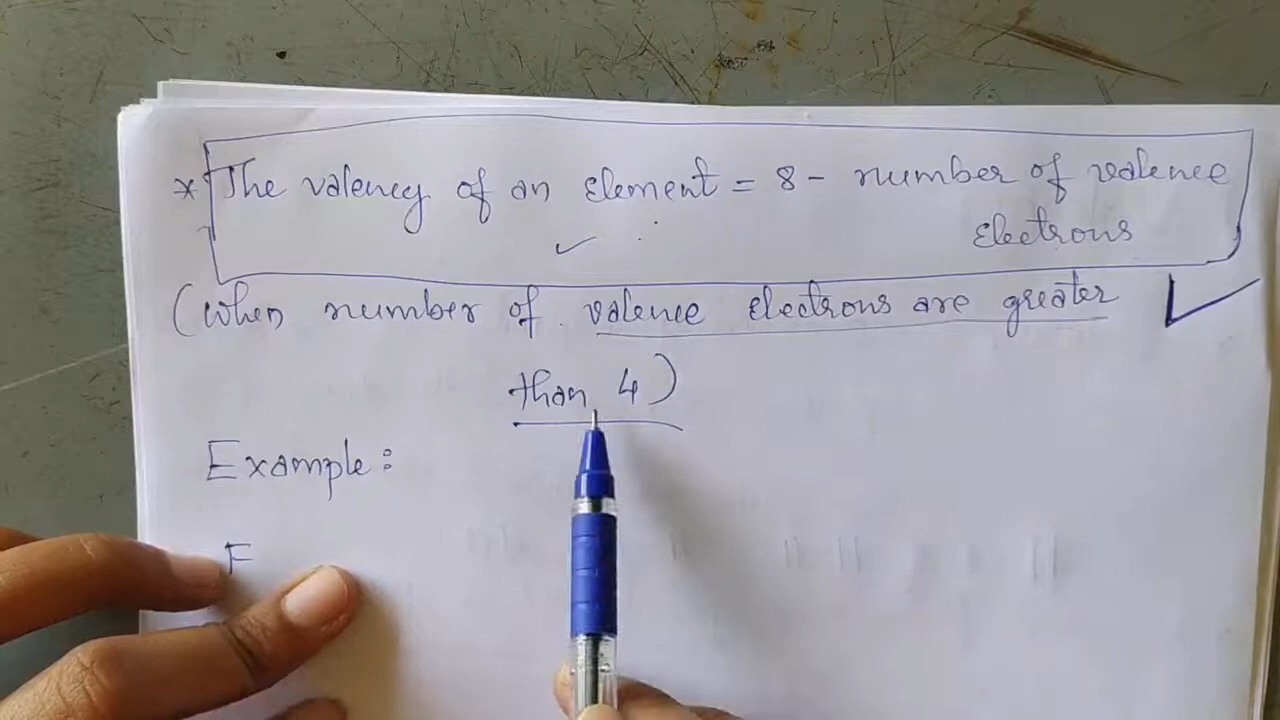 * The valency of an element = 8 - number of valence
electrons
(When number of valence electrons are greater
than 4)
Example:
F